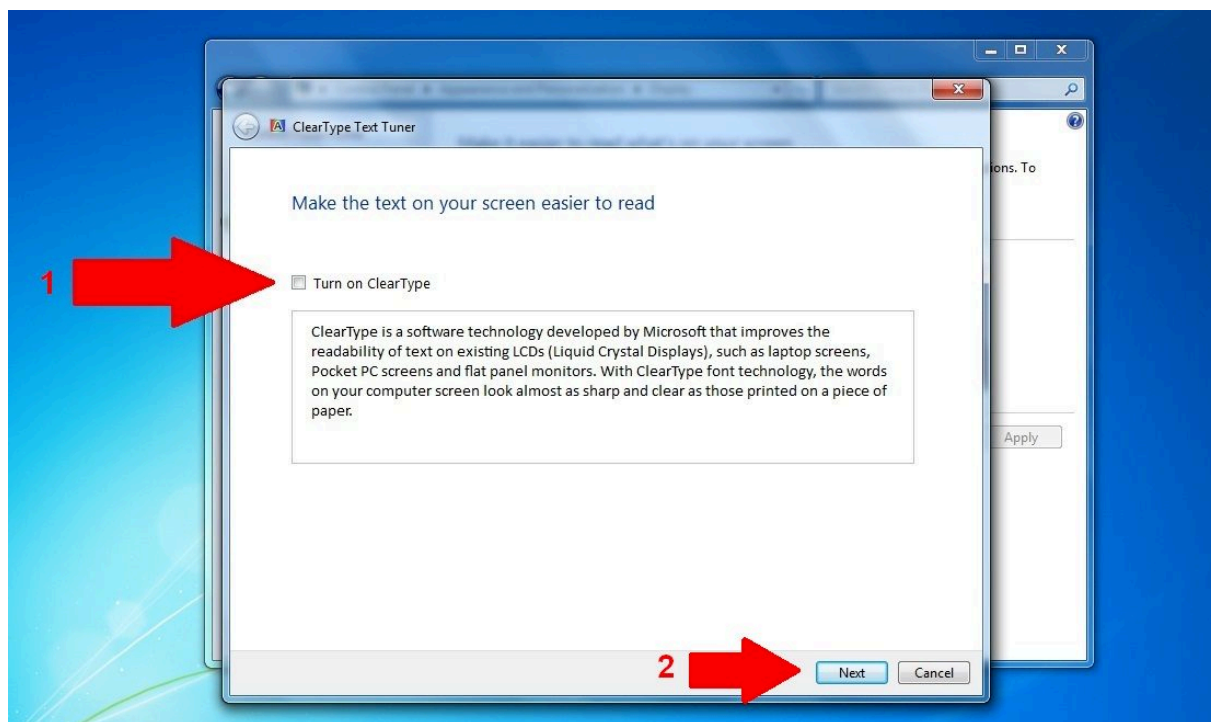 ClearType Text Tuner
ions. To
Make the text on your screen easier to read
1
Turn on ClearType
ClearType is a software technology developed by Microsoft that improves the
readability of text on existing LCDs (Liquid Crystal Displays), such as laptop screens,
Pocket PC screens and flat panel monitors. With ClearType font technology, the words
on your computer screen look almost as sharp and clear as those printed on a piece of
paper.
Apply
2
Next
Cancel